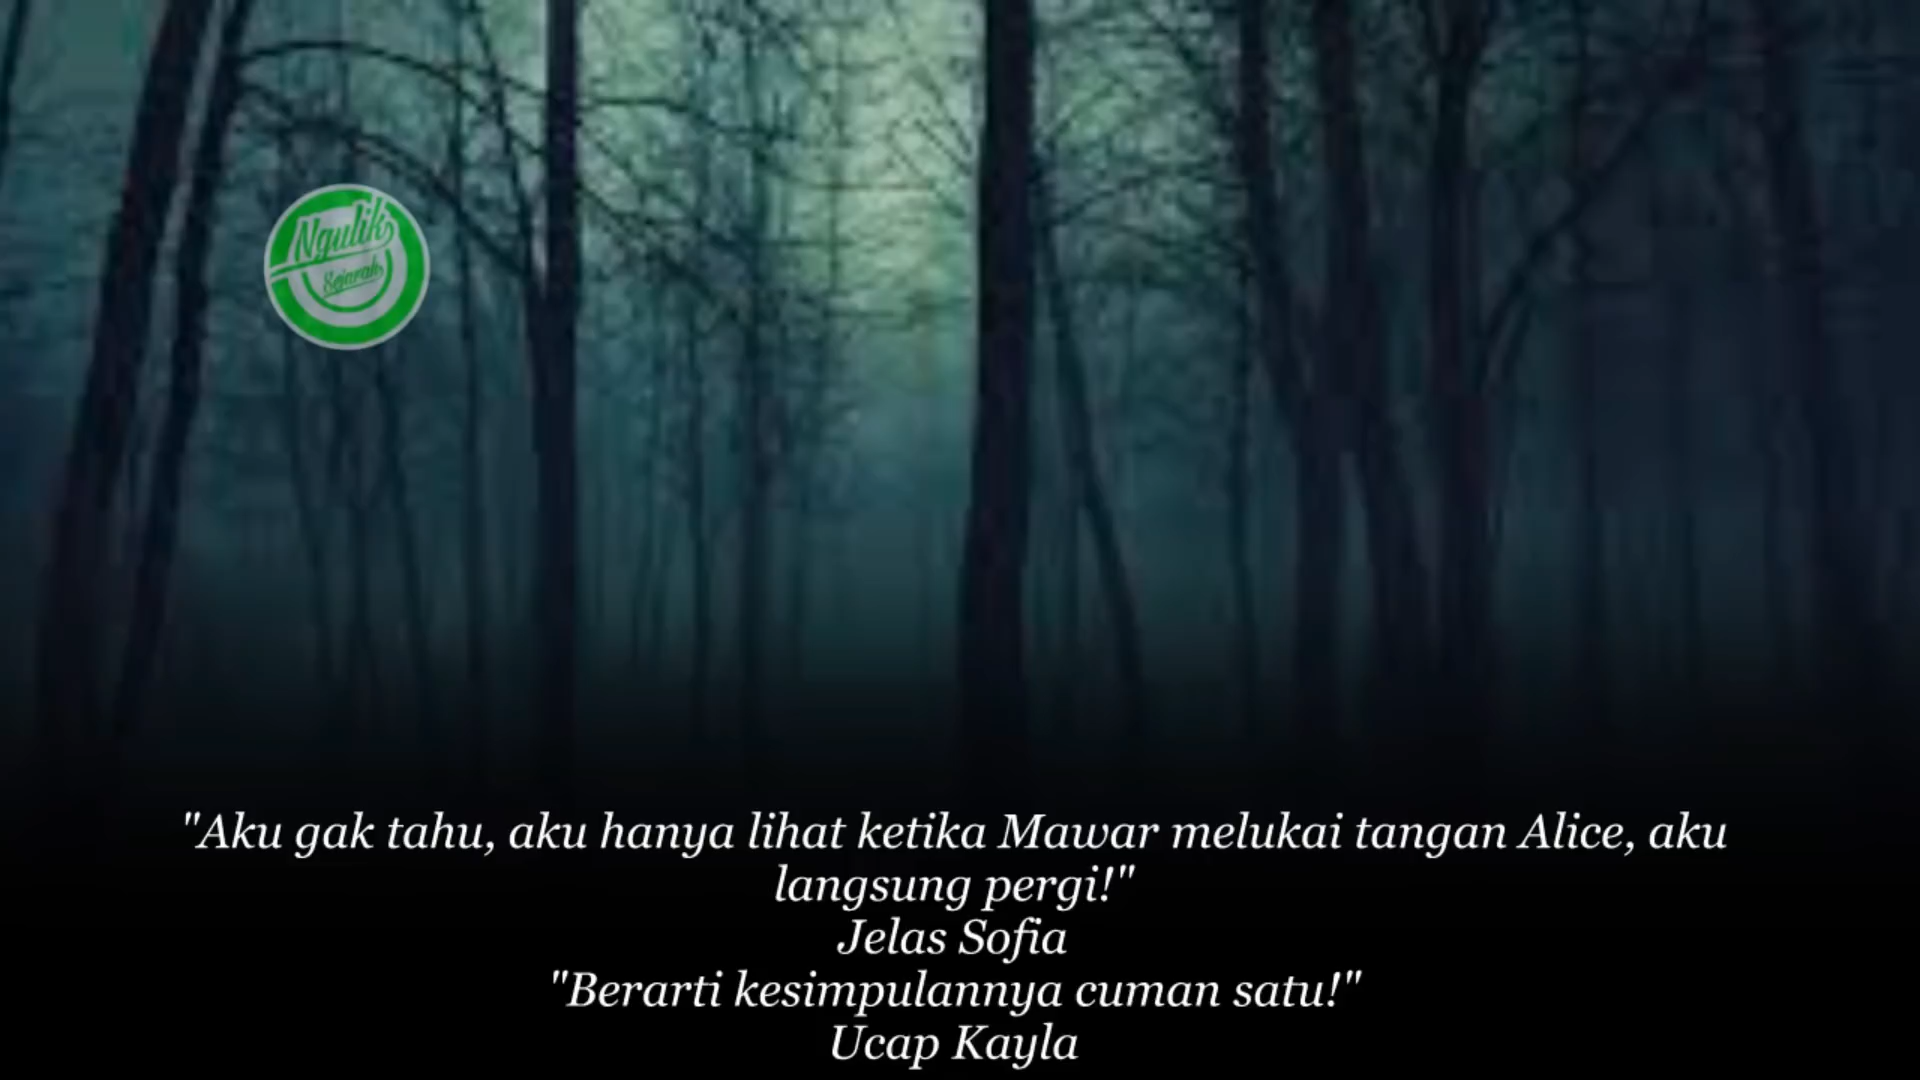 Ngulik
Sejarah
"Aku gak tahu, aku hanya lihat ketika Mawar melukai tangan Alice, aku
langsung pergi!"
Jelas Sofia
"Berarti kesimpulannya cuman satu!"
Ucap Kayla